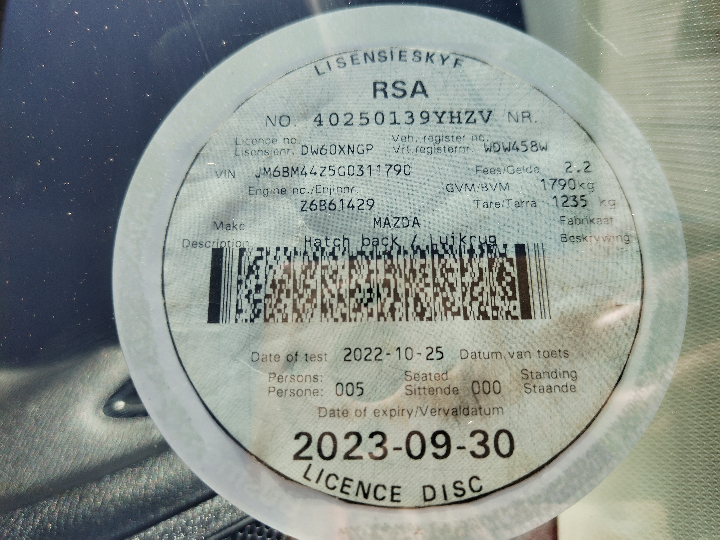 LISENSIESKYF
RSA
NO. 40250139YHZV NR.
Licence no. Veh. register no.
Lisensienr. DW60XNGP Vrt.registernr. WDW458W
VIN JM6BM44Z5G0311790 Fees/Gelde 2.2
Engine no./Enjinnr. GVM/BVM 1790kg
Z6B61429 Tare/Tarra 1235 kg
Make MAZDA Fabrikaat
Description Hatch back / Luikrug Beskrywing
Date of test 2022-10-25 Datum van toets
Persons: Seated Standing
Persone: 005 Sittende 000 Staande
Date of expiry/Vervaldatum
2023-09-30
LICENCE DISC